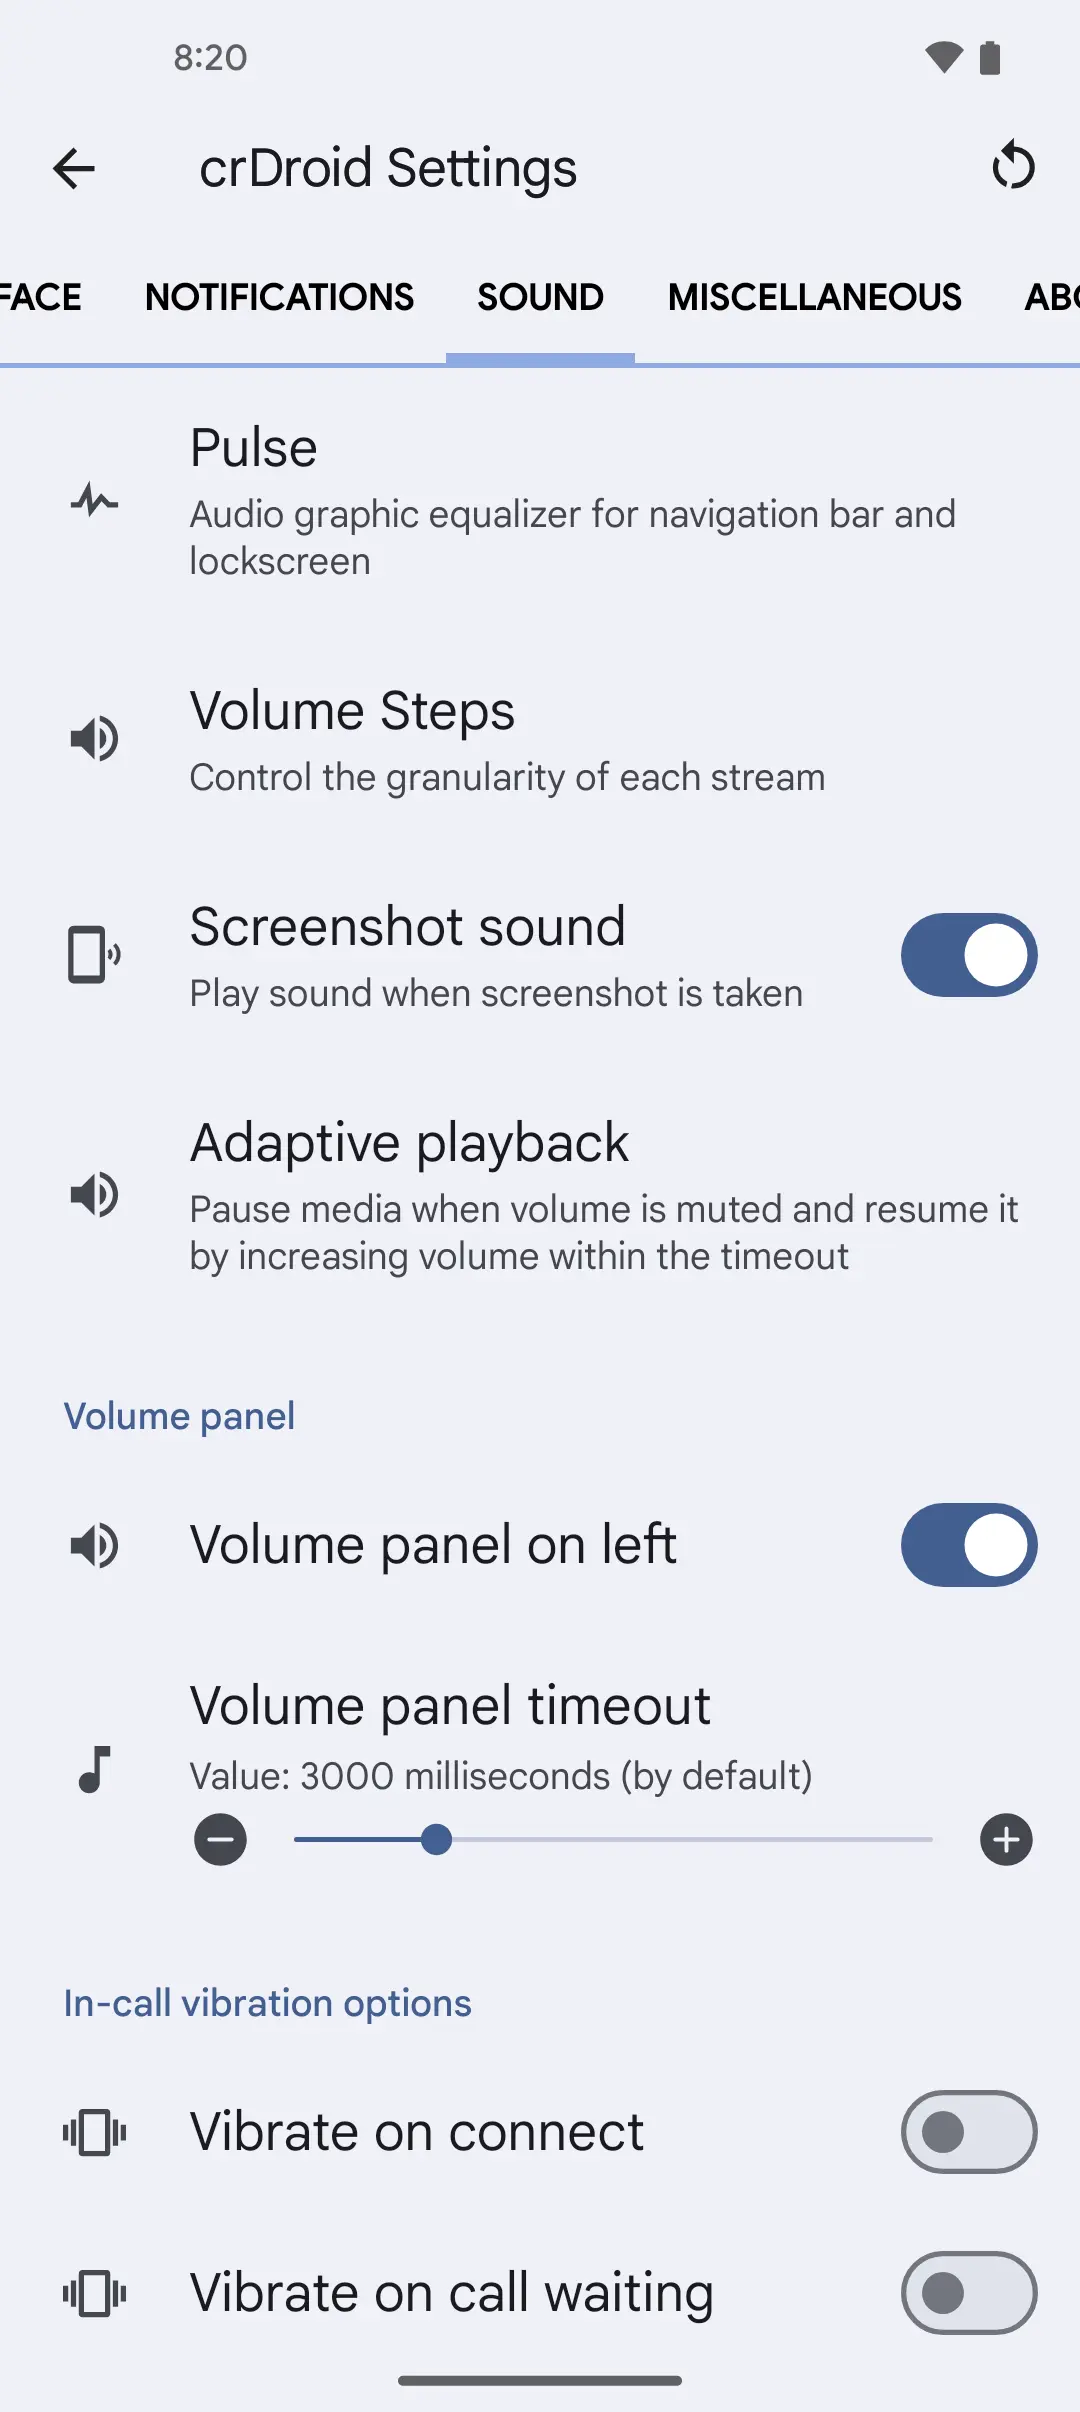 8:20
crDroid Settings
FACE NOTIFICATIONS SOUND MISCELLANEOUS ABO
Pulse
Audio graphic equalizer for navigation bar and
lockscreen
Volume Steps
Control the granularity of each stream
Screenshot sound
Play sound when screenshot is taken
Adaptive playback
Pause media when volume is muted and resume it
by increasing volume within the timeout
Volume panel
Volume panel on left
Volume panel timeout
Value: 3000 milliseconds (by default)
In-call vibration options
Vibrate on connect
Vibrate on call waiting